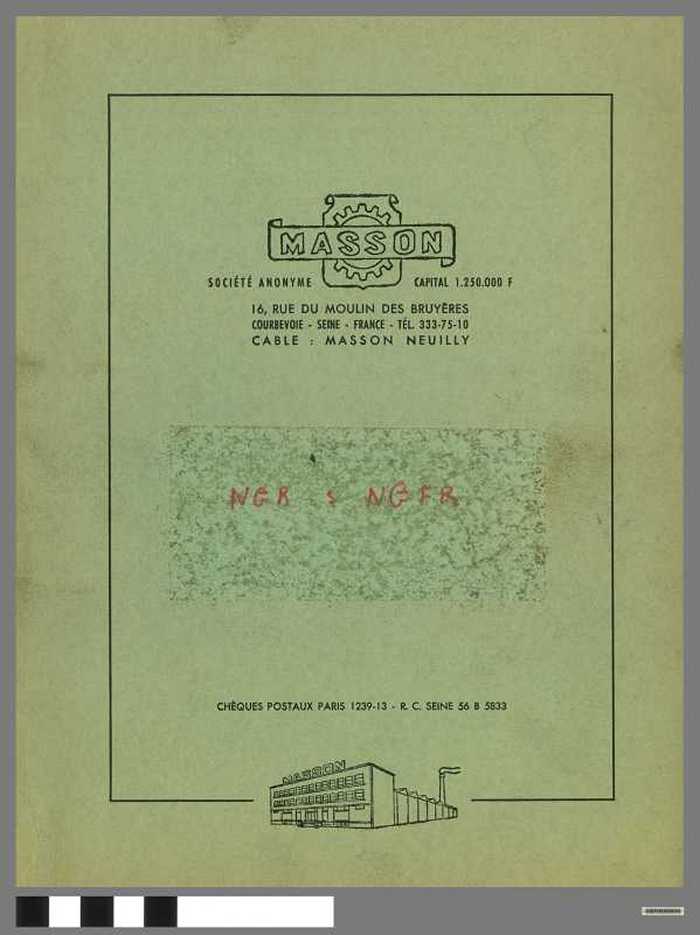 MASSON
SOCIÉTÉ ANONYME CAPITAL 1.250.000 F
16, RUE DU MOULIN DES BRUYÈRES
COURBEVOIE - SEINE - FRANCE - TÉL. 333-75-10
CABLE : MASSON NEUILLY
NGR s NGFR
CHÈQUES POSTAUX PARIS 1239-13 - R. C. SEINE 56 B 5833
MASSON